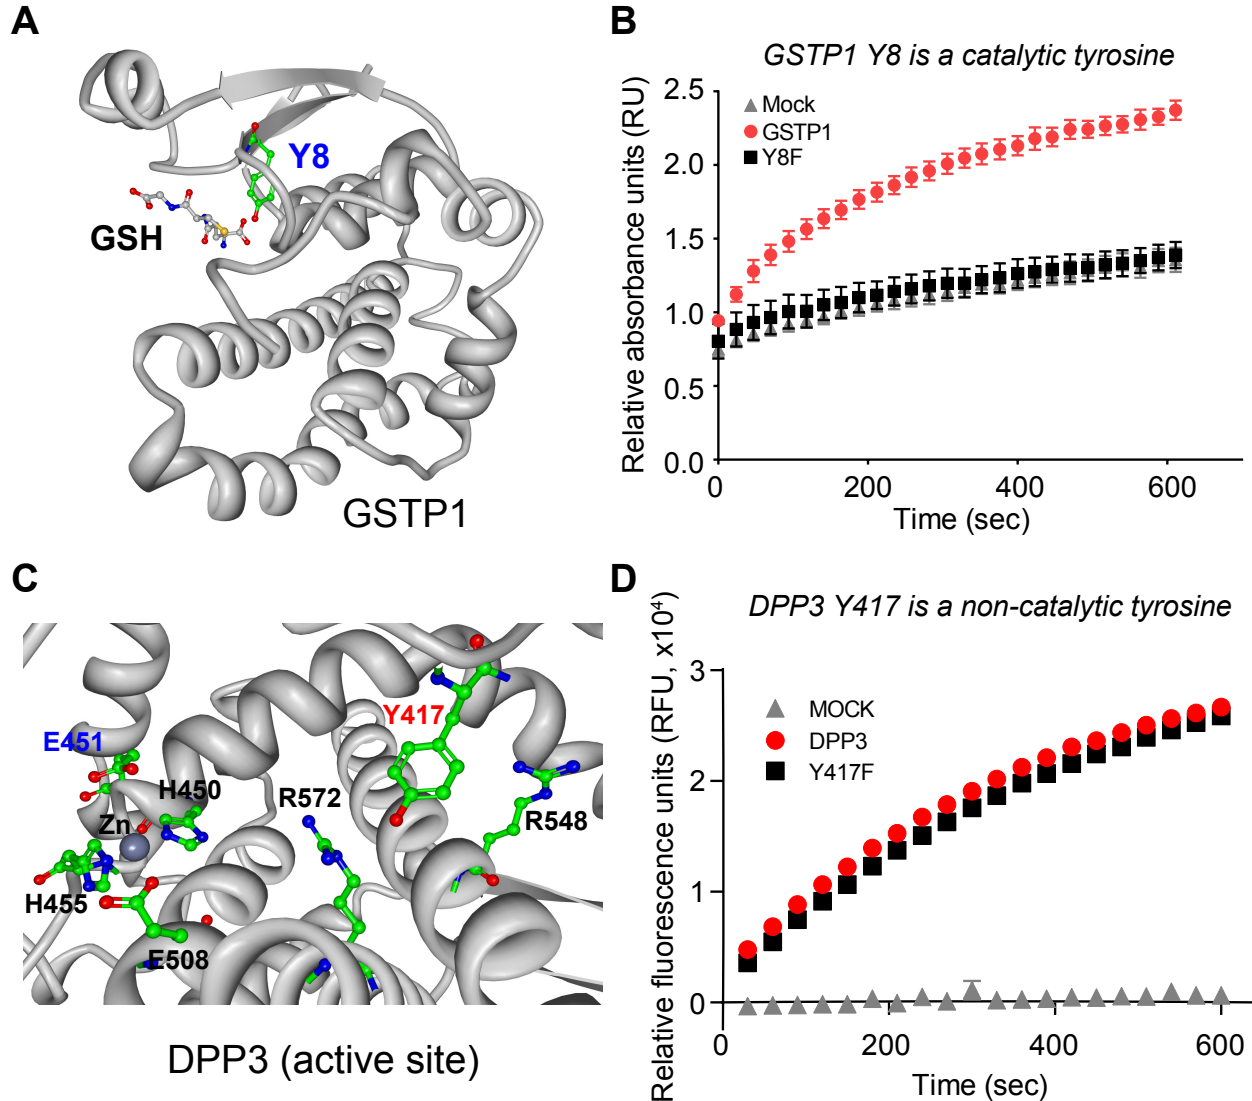 A
Y8
GSH
GSTP1
B
GSTP1 Y8 is a catalytic tyrosine
Relative absorbance units (RU)
2.5
2.0
1.5
1.0
0.5
0.0
Mock
GSTP1
Y8F
0 200 400 600
Time (sec)
C
E451
H450
Zn
H455
E508
R572
Y417
R548
DPP3 (active site)
D
DPP3 Y417 is a non-catalytic tyrosine
Relative fluorescence units (RFU, x10⁴)
3
2
1
0
MOCK
DPP3
Y417F
0 200 400 600
Time (sec)